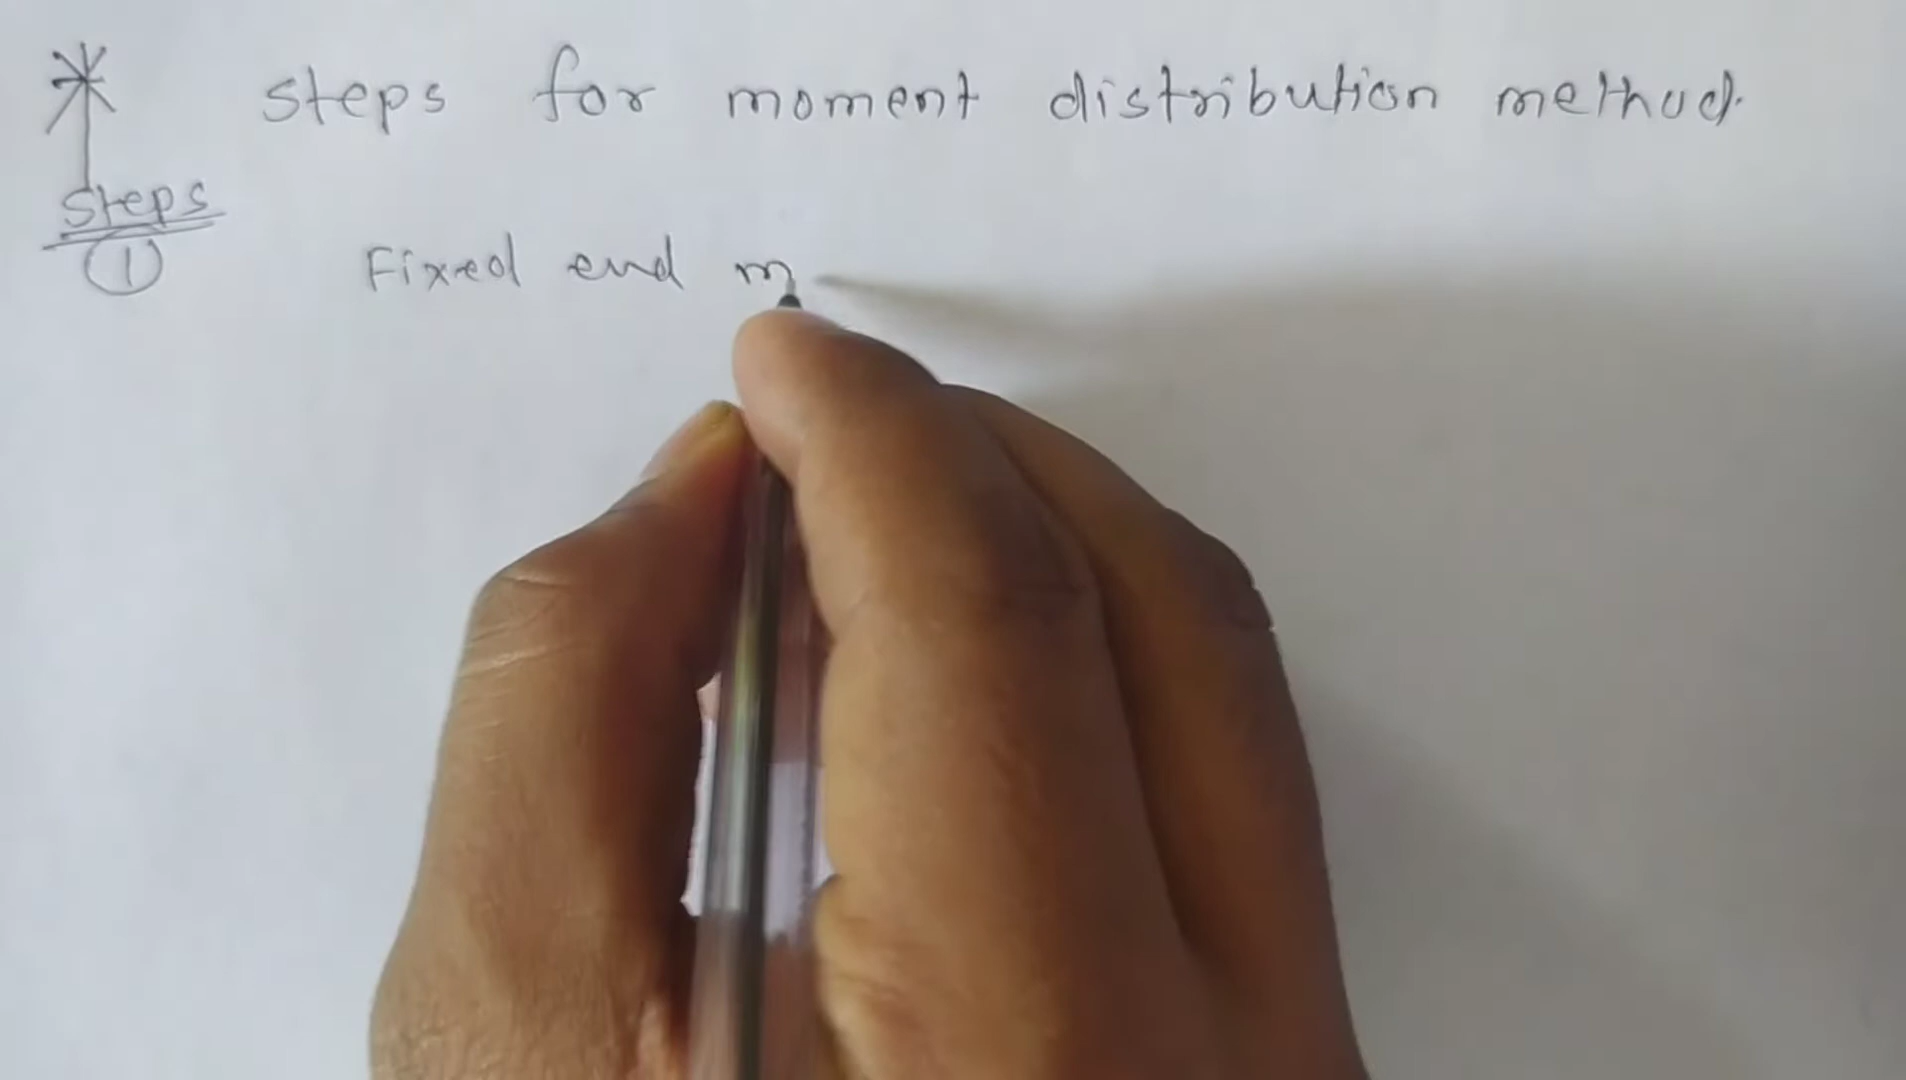 steps for moment distribution method.
Steps
① Fixed end m